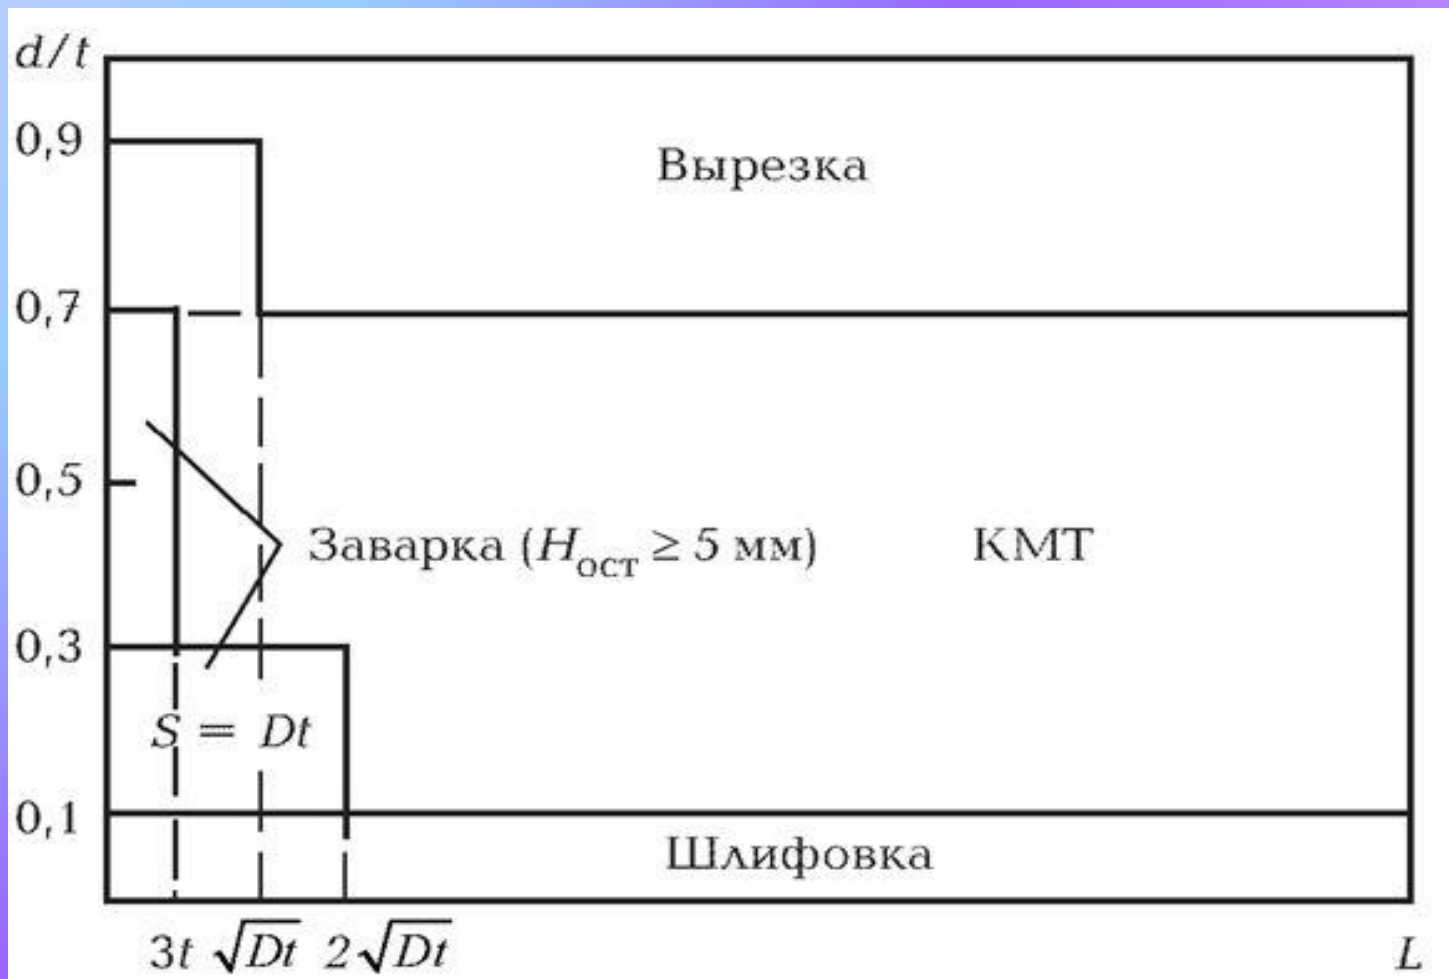 d/t
0,9
Вырезка
0,7
0,5
Заварка (Hост ≥ 5 мм)
КМТ
0,3
S = Dt
0,1
Шлифовка
3t √Dt 2√Dt L